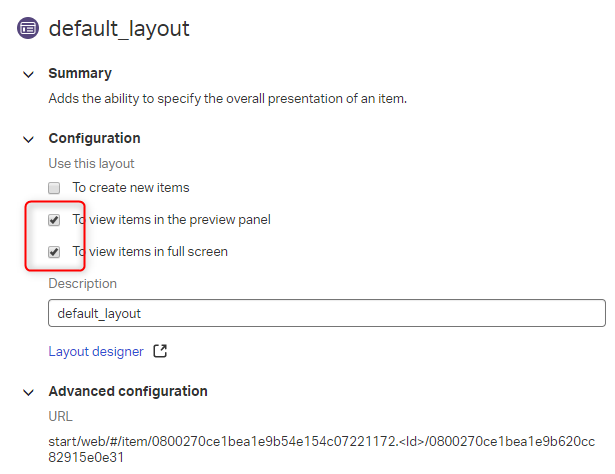 default_layout
Summary
Adds the ability to specify the overall presentation of an item.
Configuration
Use this layout
To create new items
To view items in the preview panel
To view items in full screen
Description
default_layout
Layout designer
Advanced configuration
URL
start/web/#/item/0800270ce1bea1e9b54e154c07221172.<Id>/0800270ce1bea1e9b620cc
82915e0e31